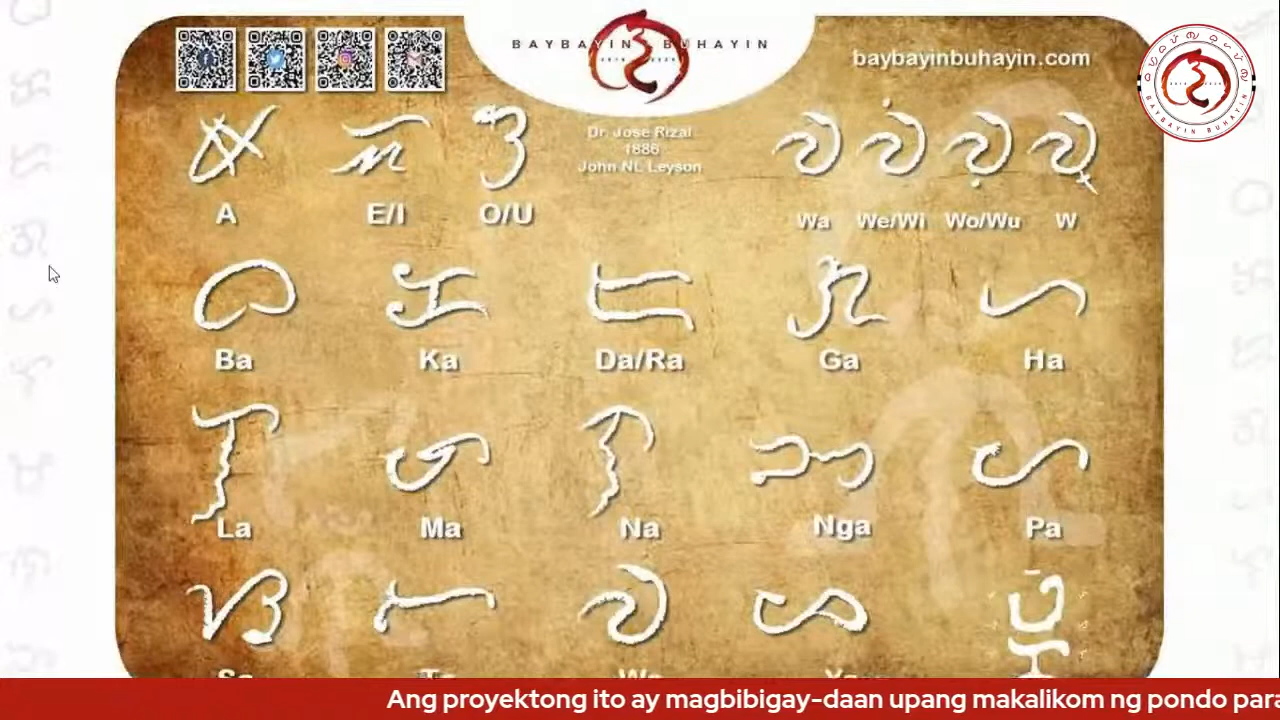 BAYBAYIN BUHAYIN
baybayinbuhayin.com
Dr. Jose Rizal
1886
John NL Leyson
ᜀ ᜁ ᜂ
A E/I O/U
ᜏ ᜏᜒ ᜏᜓ ᜏ᜔
Wa We/Wi Wo/Wu W
ᜊ ᜃ ᜇ ᜄ ᜑ
Ba Ka Da/Ra Ga Ha
ᜎ ᜋ ᜈ ᜅ ᜉ
La Ma Na Nga Pa
ᜐ ᜆ ᜏ ᜌ
BAYBAYIN BUHAYIN
Ang proyektong ito ay magbibigay-daan upang makalikom ng pondo para